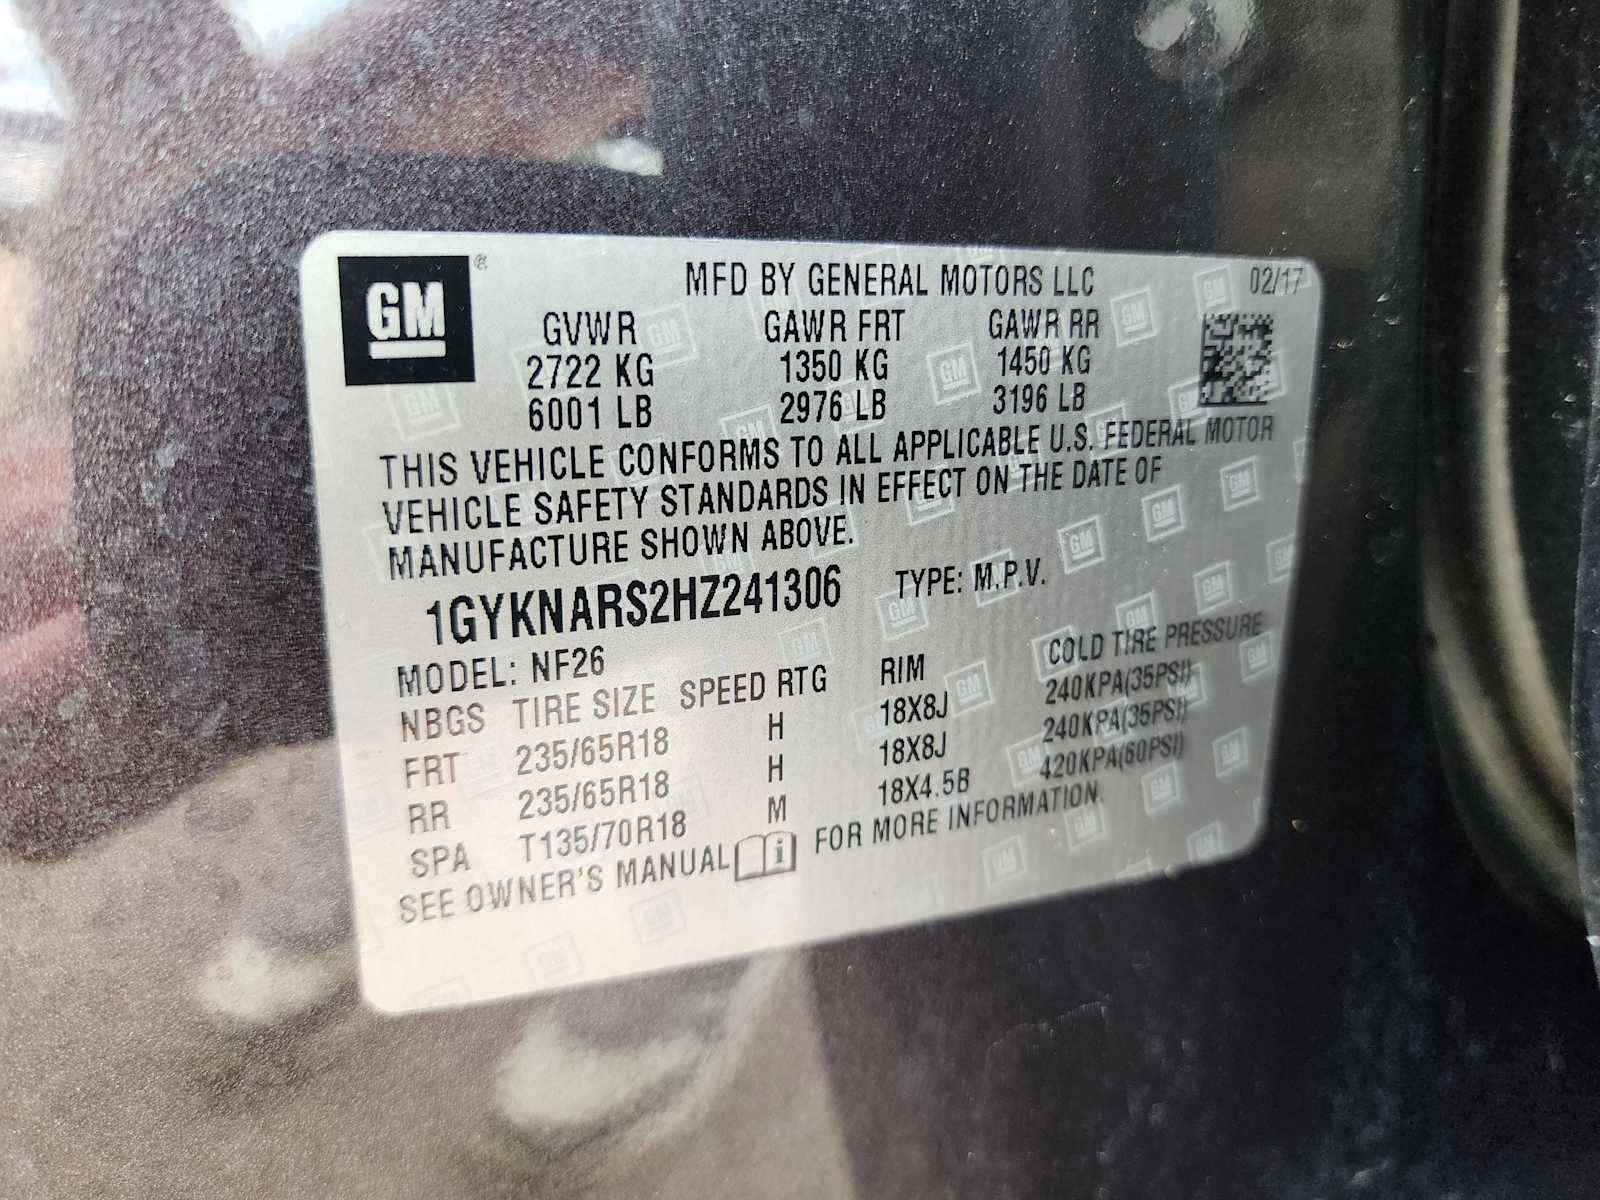 GM ® MFD BY GENERAL MOTORS LLC 02/17
GVWR GAWR FRT GAWR RR
2722 KG 1350 KG 1450 KG
6001 LB 2976 LB 3196 LB
THIS VEHICLE CONFORMS TO ALL APPLICABLE U.S. FEDERAL MOTOR
VEHICLE SAFETY STANDARDS IN EFFECT ON THE DATE OF
MANUFACTURE SHOWN ABOVE.
1GYKNARS2HZ241306 TYPE: M.P.V.
MODEL: NF26
NBGS TIRE SIZE SPEED RTG RIM COLD TIRE PRESSURE
FRT 235/65R18 H 18X8J 240KPA(35PSI)
RR 235/65R18 H 18X8J 240KPA(35PSI)
SPA T135/70R18 M 18X4.5B 420KPA(60PSI)
SEE OWNER'S MANUAL i FOR MORE INFORMATION.